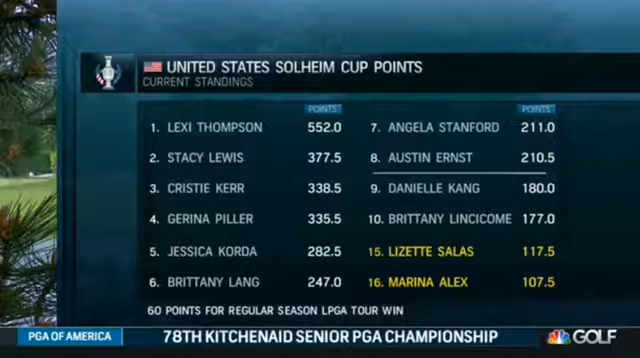 UNITED STATES SOLHEIM CUP POINTS
CURRENT STANDINGS
POINTS
1. LEXI THOMPSON 552.0
2. STACY LEWIS 377.5
3. CRISTIE KERR 338.5
4. GERINA PILLER 335.5
5. JESSICA KORDA 282.5
6. BRITTANY LANG 247.0
POINTS
7. ANGELA STANFORD 211.0
8. AUSTIN ERNST 210.5
9. DANIELLE KANG 180.0
10. BRITTANY LINCICOME 177.0
15. LIZETTE SALAS 117.5
16. MARINA ALEX 107.5
60 POINTS FOR REGULAR SEASON LPGA TOUR WIN
PGA OF AMERICA 78TH KITCHENAID SENIOR PGA CHAMPIONSHIP GOLF